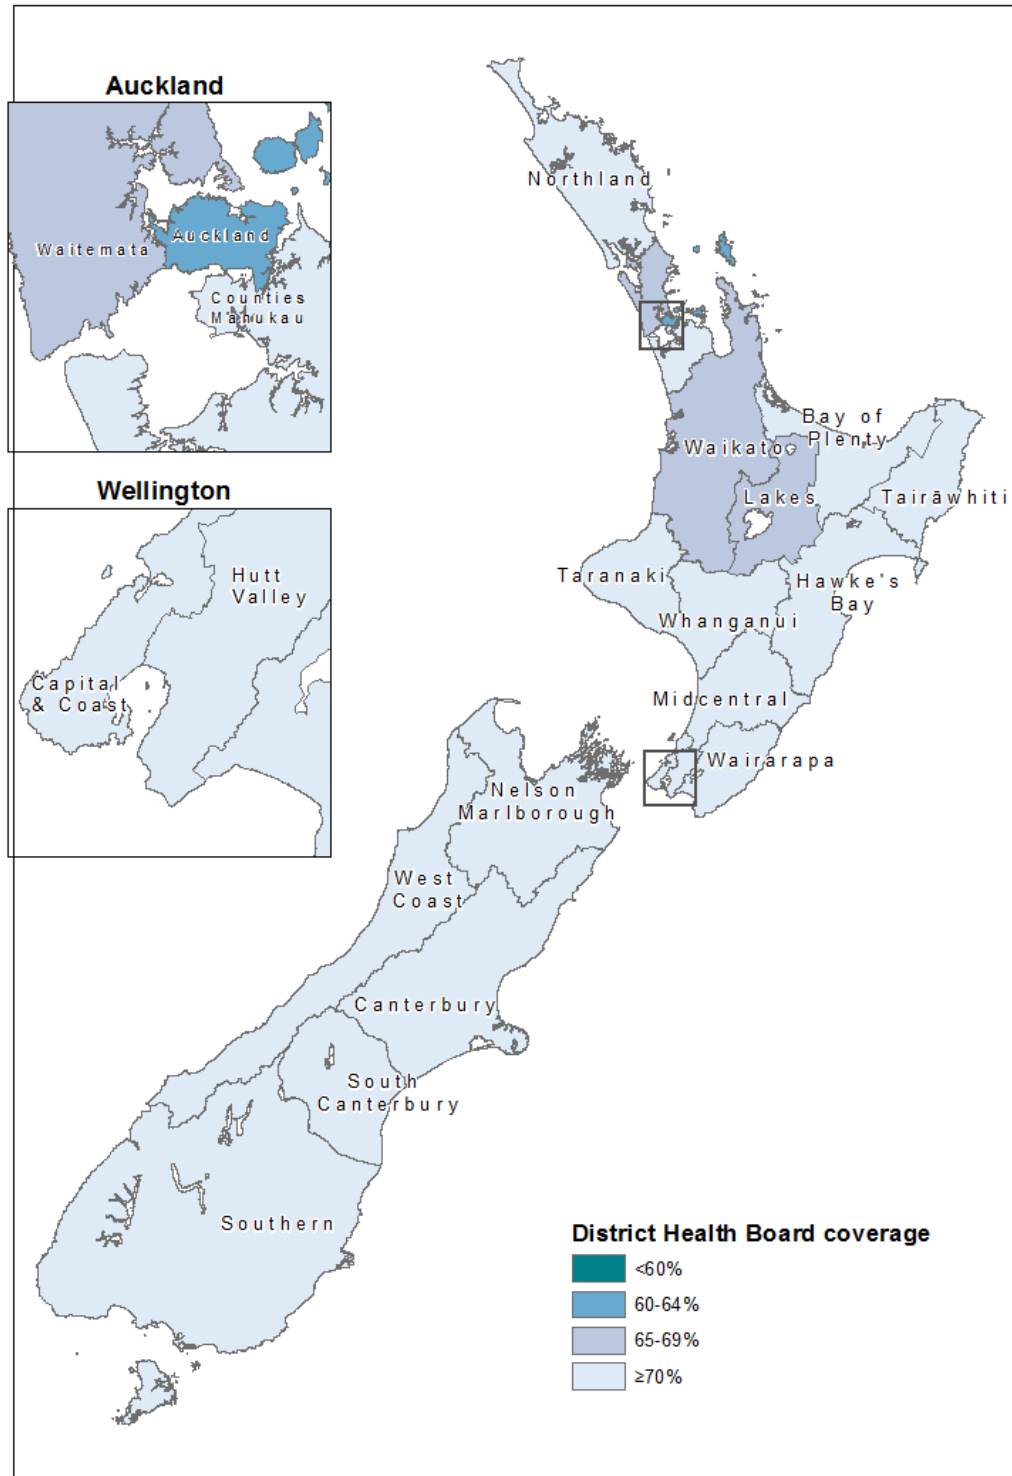 Auckland
Waitemata
Auckland
Counties
Manukau
Wellington
Hutt
Valley
Capital
& Coast
Northland
Bay of
Plenty
Waikato
Lakes
Tairāwhiti
Taranaki
Hawke's
Bay
Whanganui
Midcentral
Wairarapa
Nelson
Marlborough
West
Coast
Canterbury
South
Canterbury
Southern
District Health Board coverage
<60%
60-64%
65-69%
≥70%